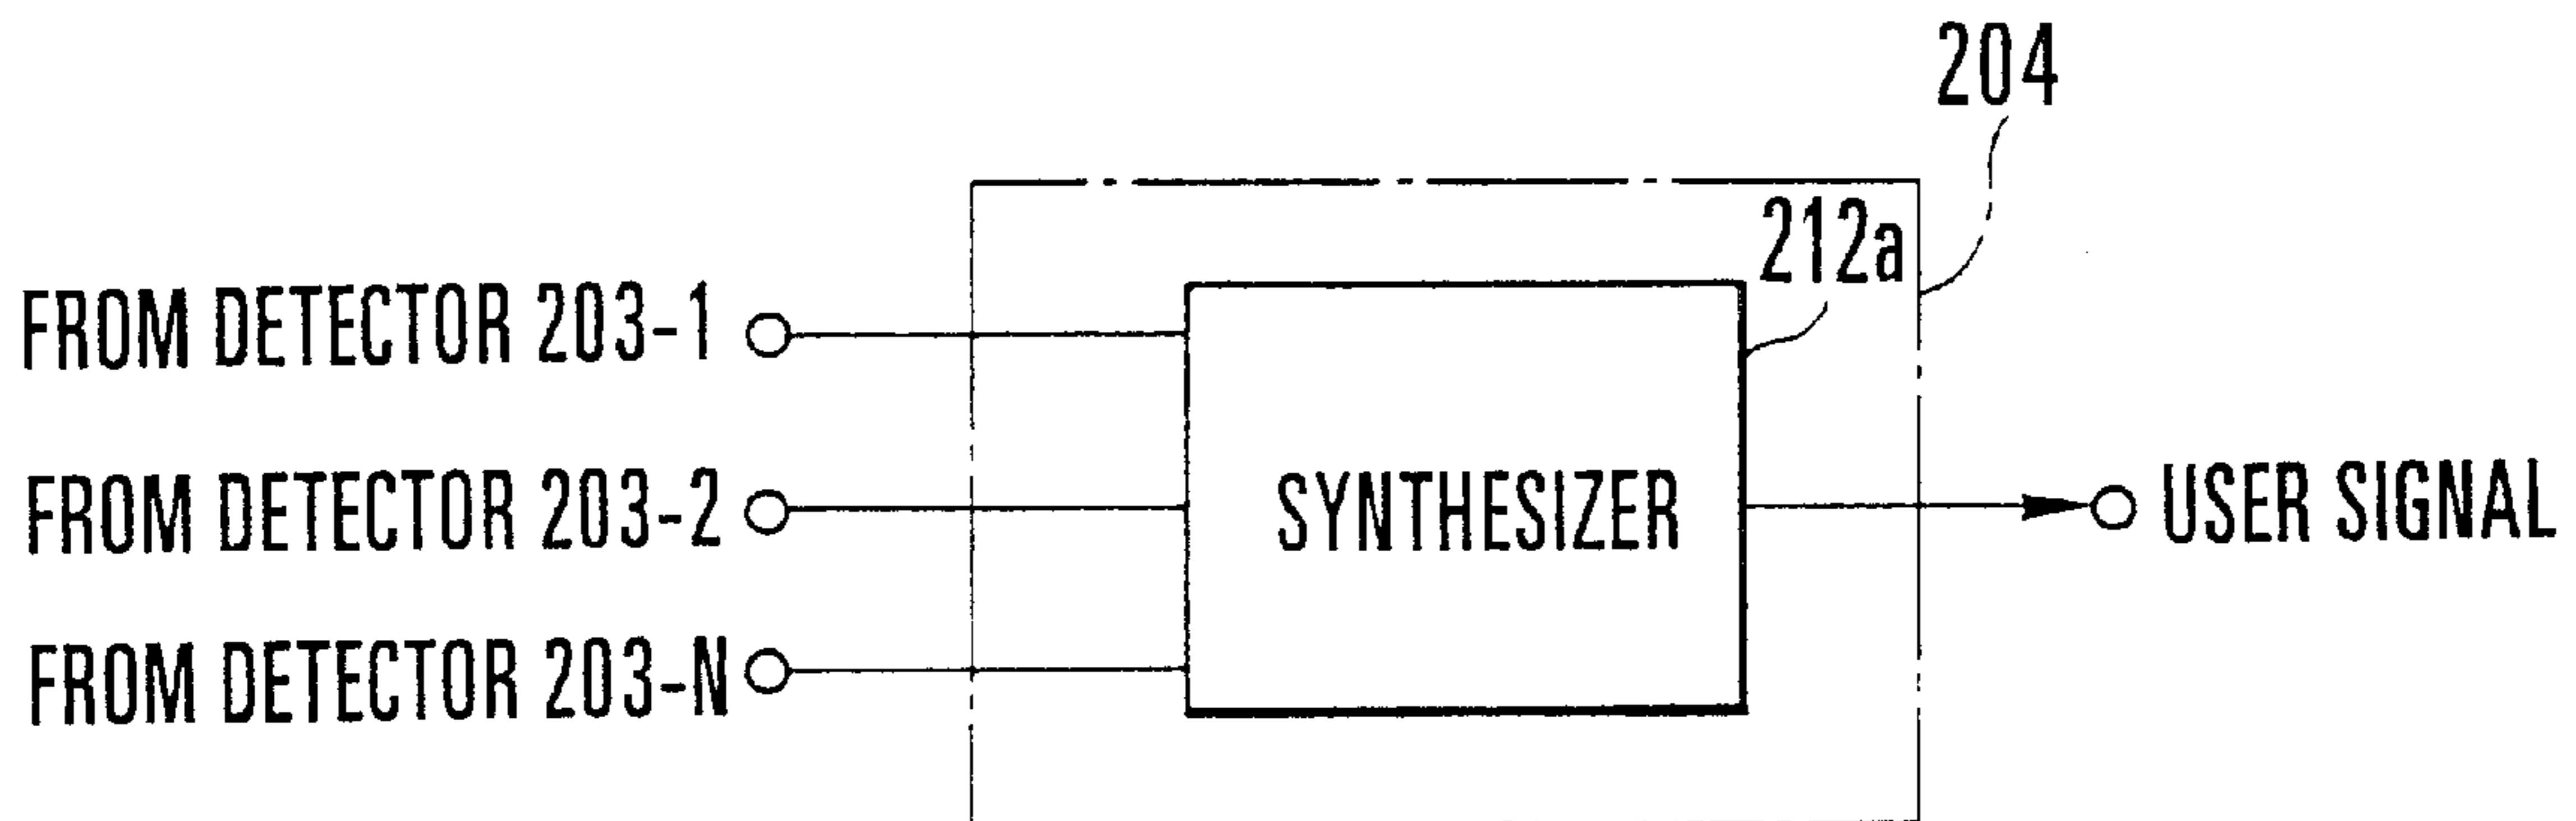 204
212a
FROM DETECTOR 203-1
FROM DETECTOR 203-2
SYNTHESIZER
USER SIGNAL
FROM DETECTOR 203-N